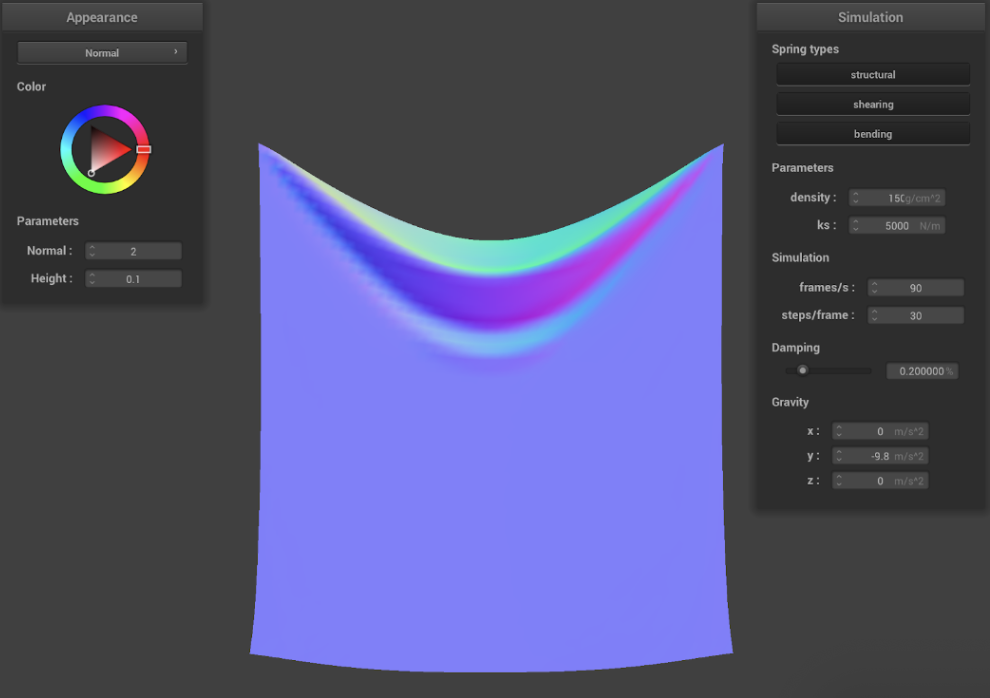 Appearance
Normal
Color
Parameters
Normal : 2
Height : 0.1
Simulation
Spring types
structural
shearing
bending
Parameters
density : 150 g/cm^2
ks : 5000 N/m
Simulation
frames/s : 90
steps/frame : 30
Damping
0.200000 %
Gravity
x : 0 m/s^2
y : -9.8 m/s^2
z : 0 m/s^2